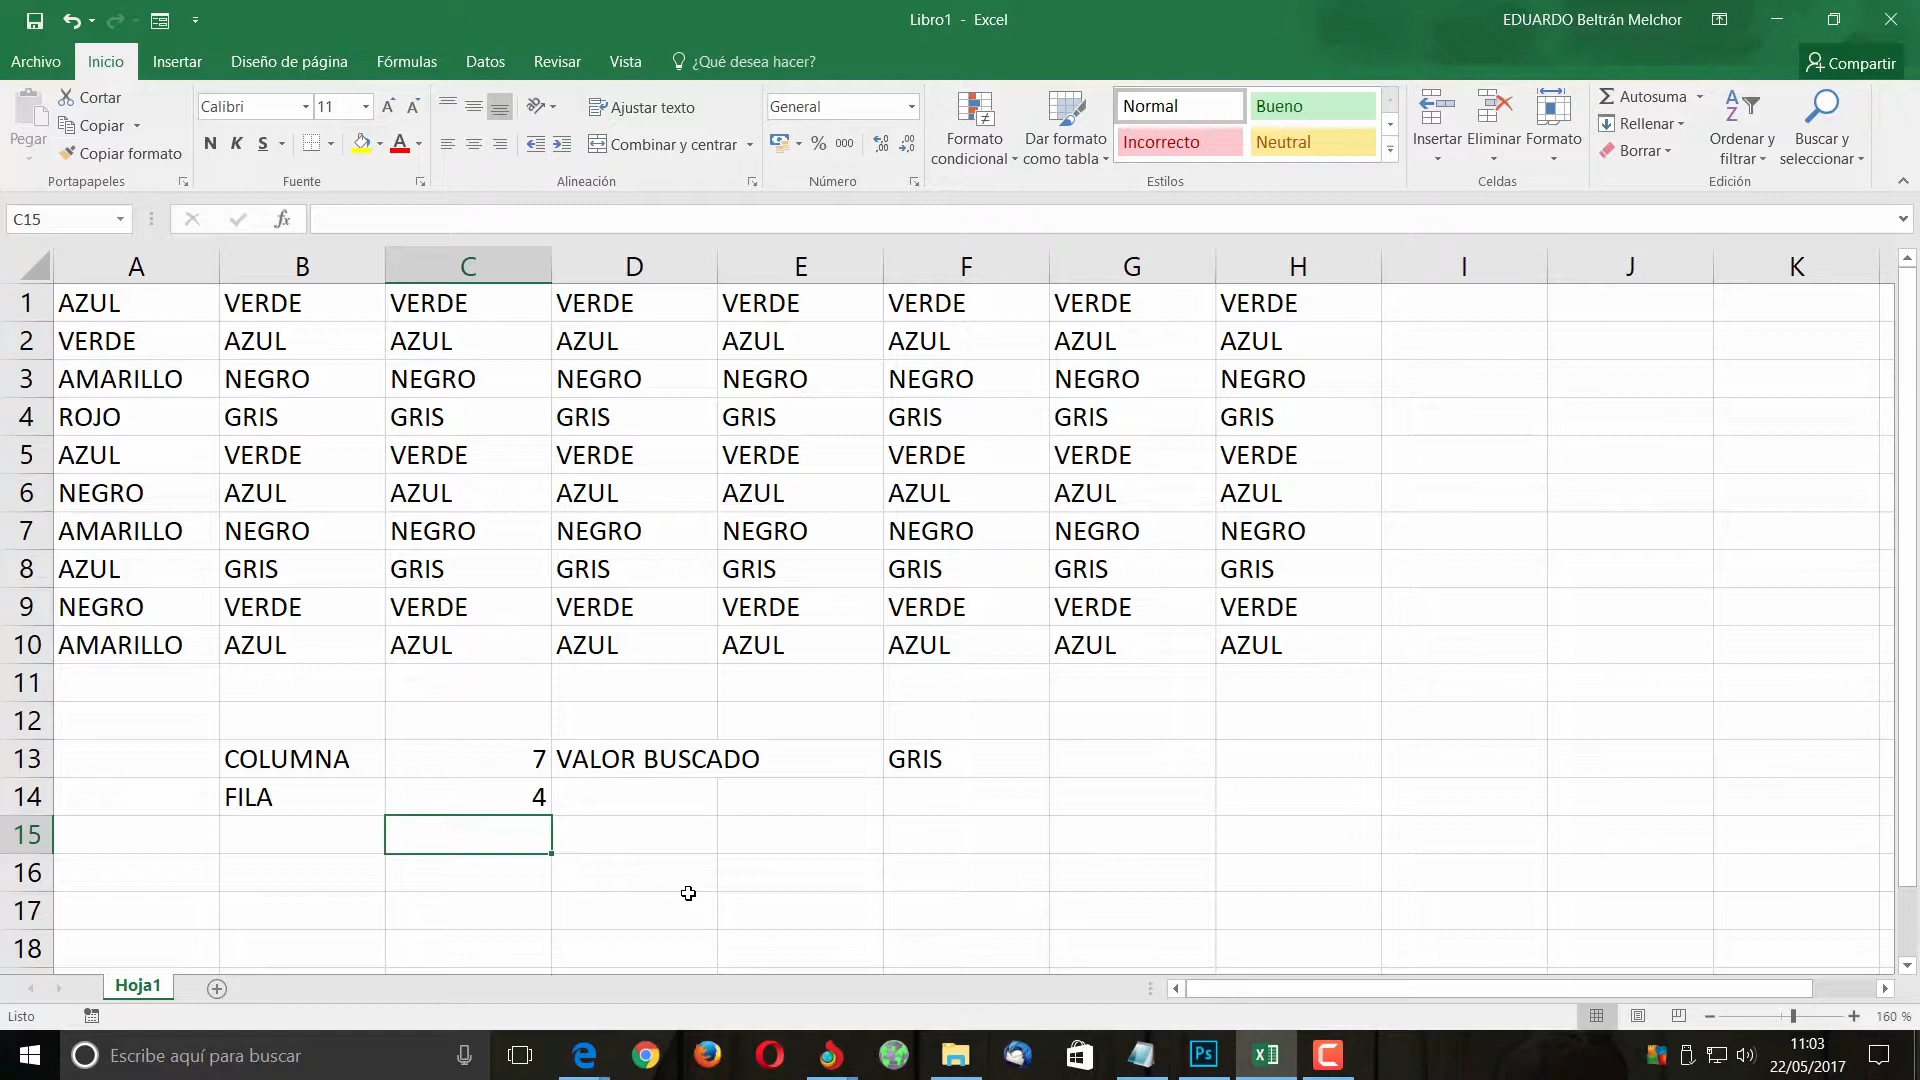 Libro1 - Excel
EDUARDO Beltrán Melchor
Archivo Inicio Insertar Diseño de página Fórmulas Datos Revisar Vista ¿Qué desea hacer? Compartir
Pegar
Cortar
Copiar
Copiar formato
Portapapeles
Calibri 11
N K S A
Fuente
Ajustar texto
Combinar y centrar
Alineación
General
% 000
Número
Formato condicional
Dar formato como tabla
Normal Bueno
Incorrecto Neutral
Estilos
Insertar Eliminar Formato
Celdas
Autosuma
Rellenar
Borrar
Ordenar y filtrar
Buscar y seleccionar
Edición
C15 fx
A B C D E F G H I J K
1 AZUL VERDE VERDE VERDE VERDE VERDE VERDE VERDE
2 VERDE AZUL AZUL AZUL AZUL AZUL AZUL AZUL
3 AMARILLO NEGRO NEGRO NEGRO NEGRO NEGRO NEGRO NEGRO
4 ROJO GRIS GRIS GRIS GRIS GRIS GRIS GRIS
5 AZUL VERDE VERDE VERDE VERDE VERDE VERDE VERDE
6 NEGRO AZUL AZUL AZUL AZUL AZUL AZUL AZUL
7 AMARILLO NEGRO NEGRO NEGRO NEGRO NEGRO NEGRO NEGRO
8 AZUL GRIS GRIS GRIS GRIS GRIS GRIS GRIS
9 NEGRO VERDE VERDE VERDE VERDE VERDE VERDE VERDE
10 AMARILLO AZUL AZUL AZUL AZUL AZUL AZUL AZUL
11
12
13 COLUMNA 7 VALOR BUSCADO GRIS
14 FILA 4
15
16
17
18
Hoja1
Listo 160 %
Escribe aquí para buscar
Ps
11:03
22/05/2017